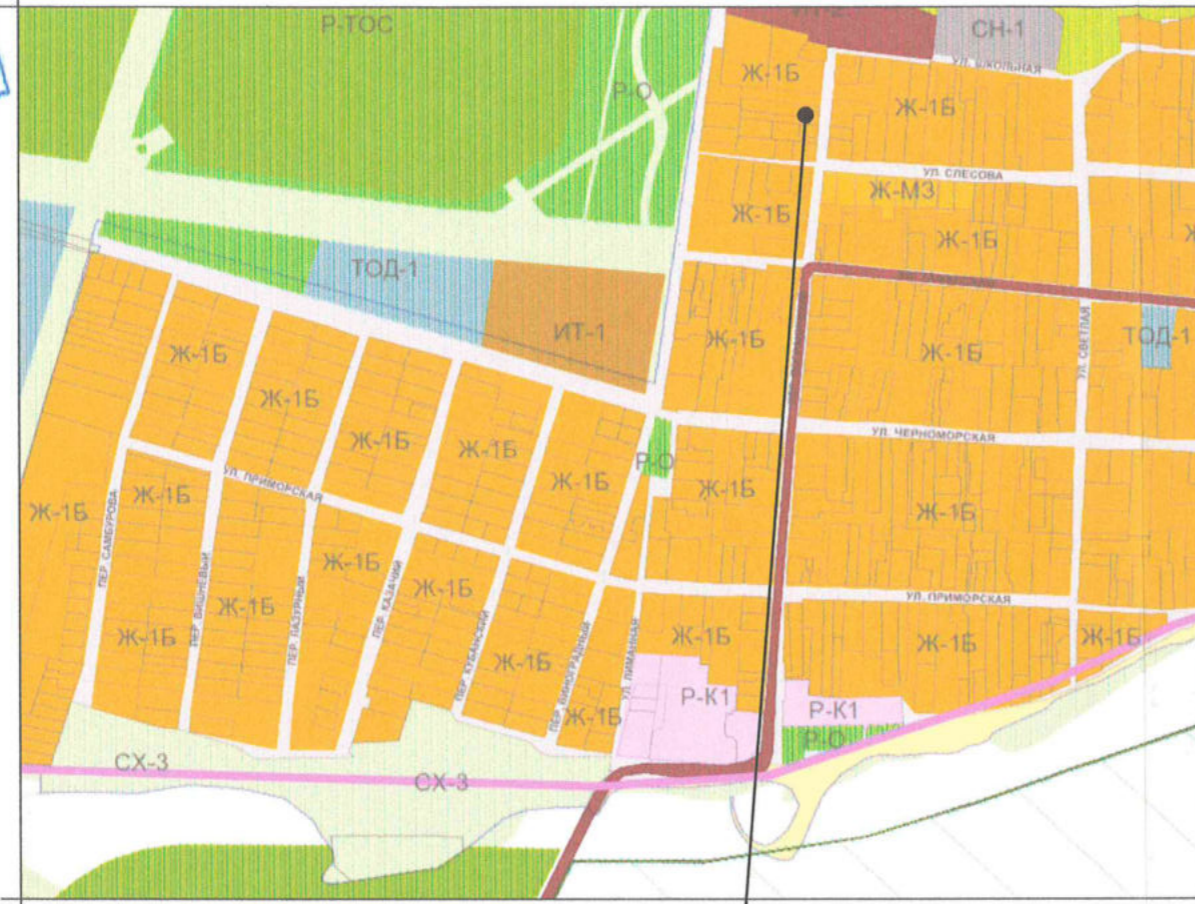 Р-ТОС
СН-1
УЛ. ШКОЛЬНАЯ
Ж-1Б
Р-О
Ж-1Б
УЛ. СЛЕСОВА
Ж-МЗ
Ж-1Б
Ж-1Б
ТОД-1
ИТ-1
Ж-1Б
Ж-1Б
УЛ. СВЕТЛАЯ
ТОД-1
Ж-1Б
Ж-1Б
Ж-1Б
Ж-1Б
УЛ. ЧЕРНОМОРСКАЯ
Р-О
Ж-1Б
УЛ. ПРИМОРСКАЯ
Ж-1Б
Ж-1Б
Ж-1Б
Ж-1Б
ПЕР. САМБУРОВА
Ж-1Б
Ж-1Б
Ж-1Б
ПЕР. ВИШНЕВЫЙ
ПЕР. ЛАЗУРНЫЙ
ПЕР. КАЗАЧИЙ
УЛ. ПРИМОРСКАЯ
Ж-1Б
Ж-1Б
Ж-1Б
Ж-1Б
Ж-1Б
ПЕР. КУБАНСКИЙ
ПЕР. ВИНОГРАДНЫЙ
УЛ. ЛИМАННАЯ
Ж-1Б
Р-К1
Р-К1
Ж-1Б
Р-О
СХ-3
СХ-3